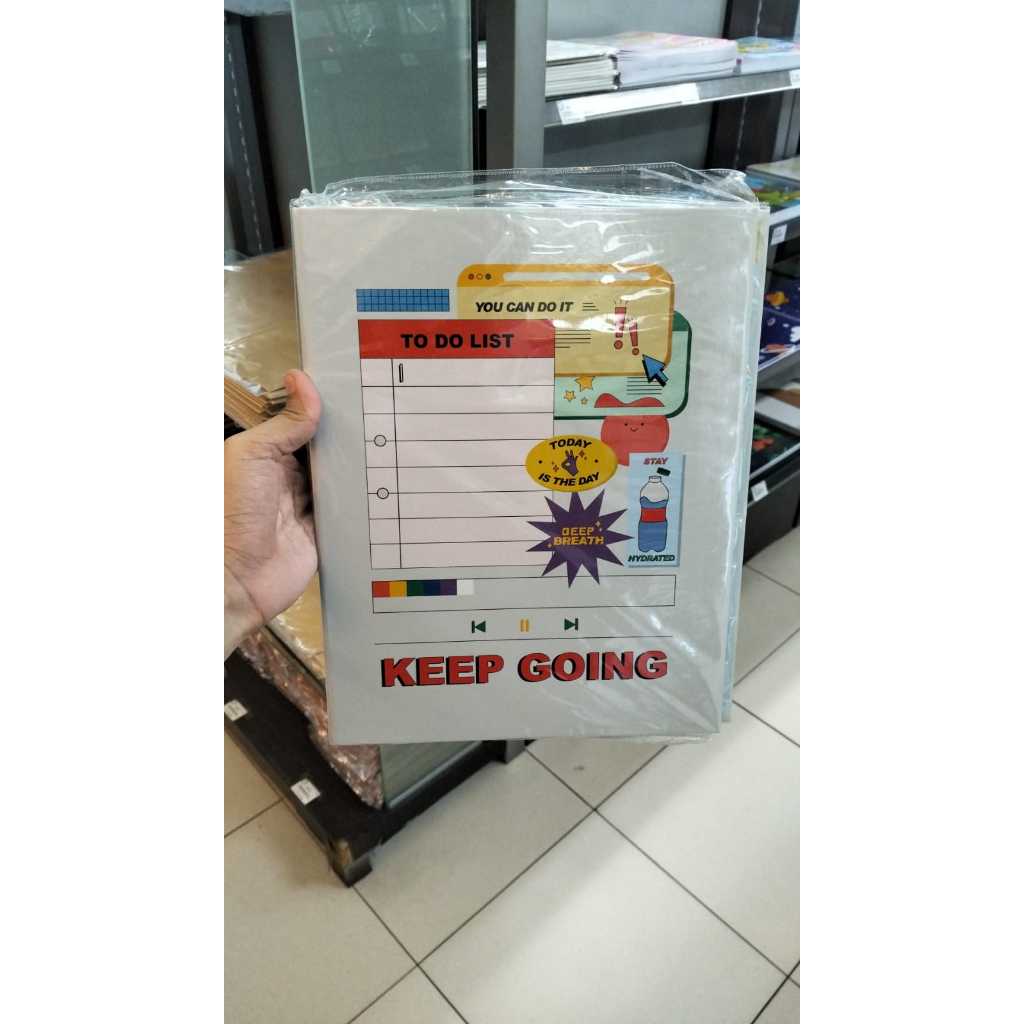 YOU CAN DO IT
TO DO LIST
!!
TODAY
IS THE DAY
STAY
HYDRATED
DEEP
BREATH
KEEP GOING